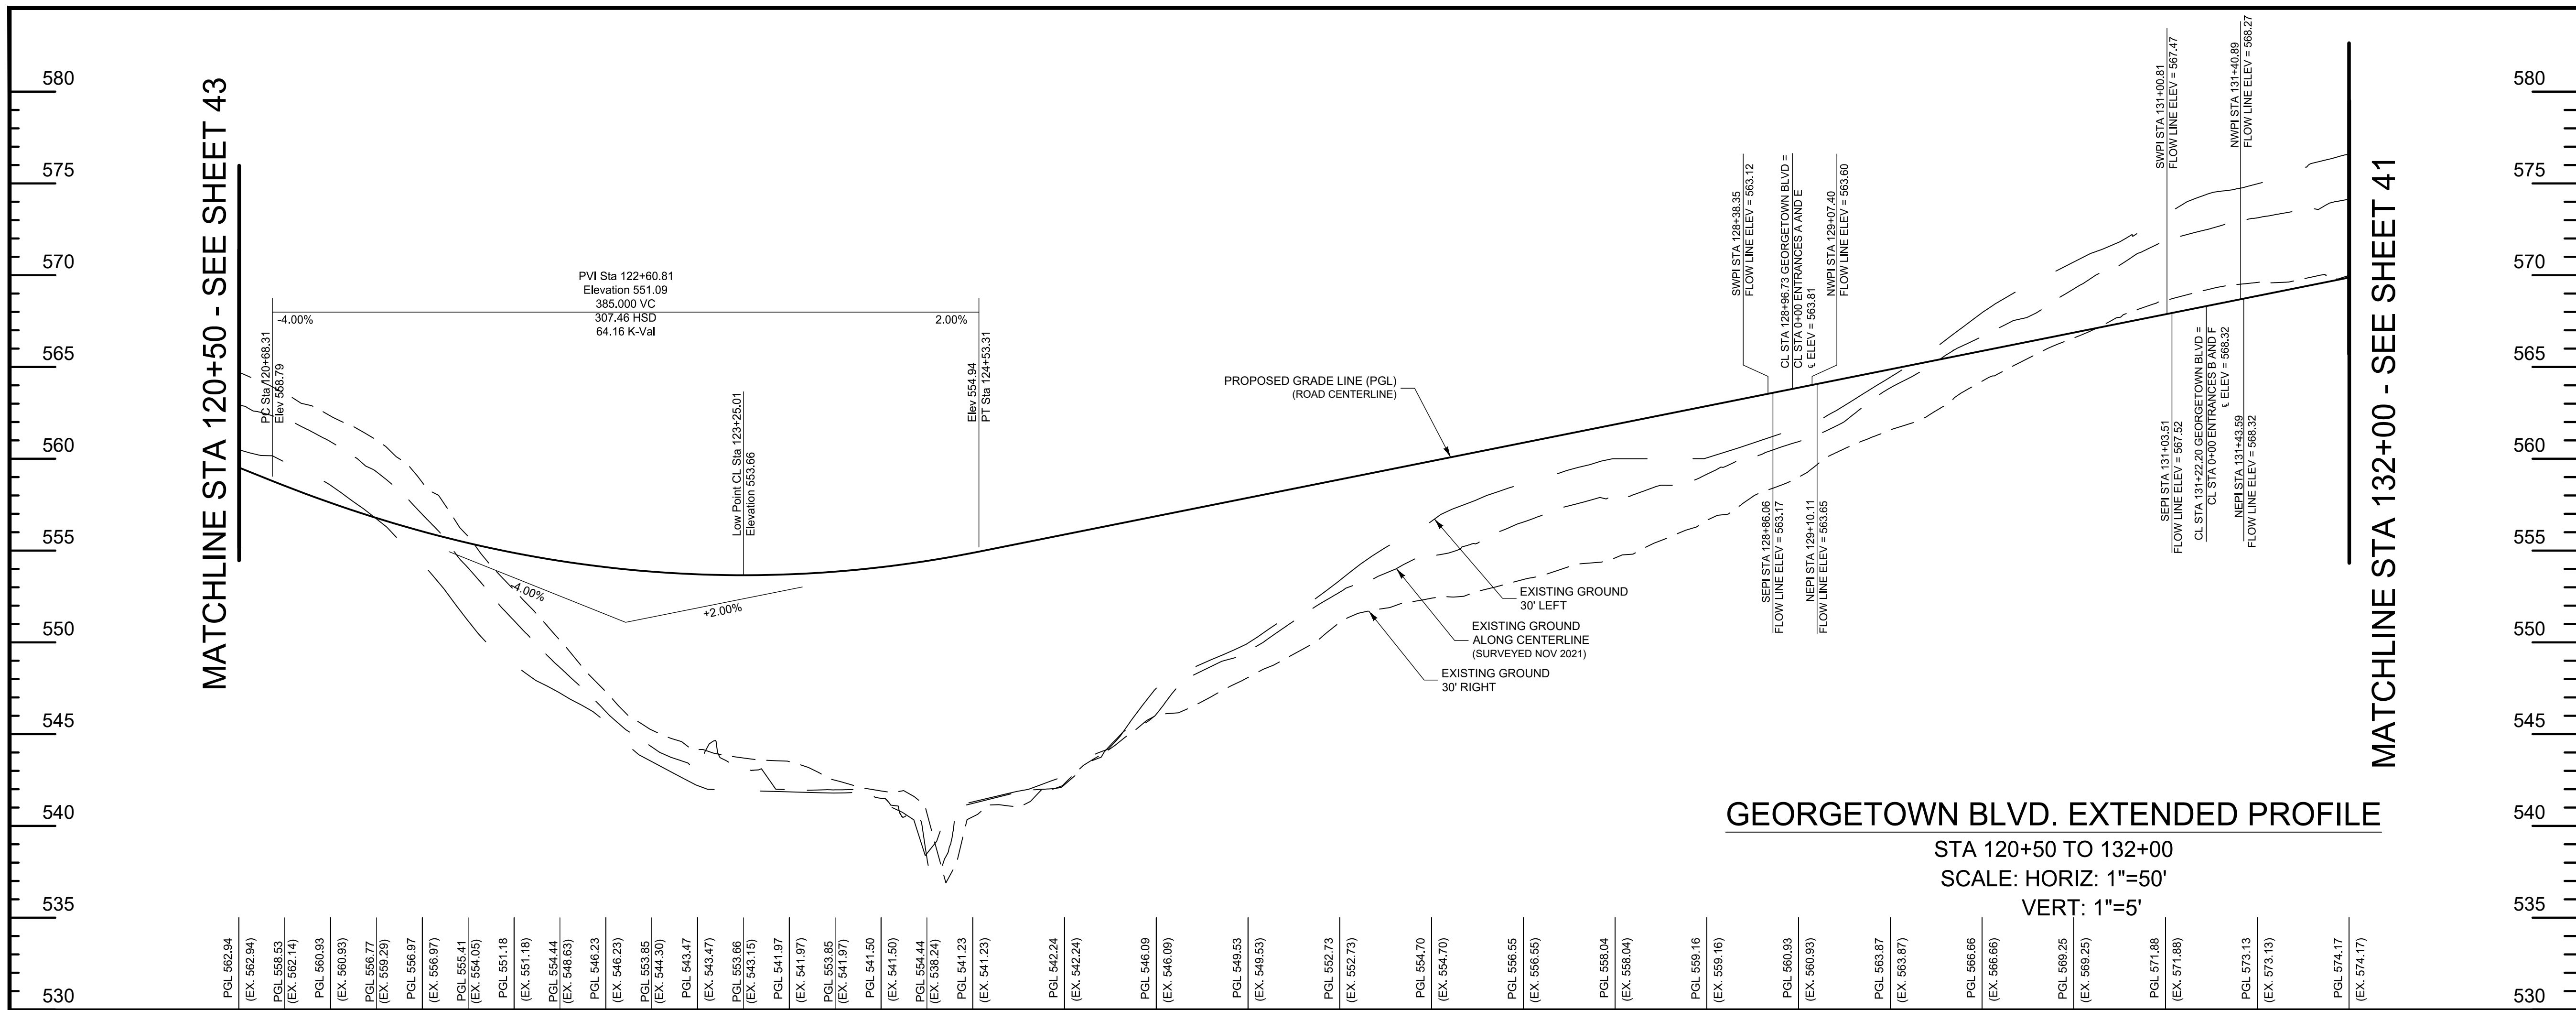 580
575
570
565
560
555
550
545
540
535
530
MATCHLINE STA 120+50 - SEE SHEET 43
PVI Sta 122+60.81
Elevation 551.09
385.000 VC
307.46 HSD
64.16 K-Val
-4.00%
2.00%
PC Sta 120+68.31
Elev 558.79
Low Point CL Sta 123+25.01
Elevation 553.66
Elev 554.94
PT Sta 124+53.31
-4.00%
+2.00%
PROPOSED GRADE LINE (PGL)
(ROAD CENTERLINE)
EXISTING GROUND
30' LEFT
EXISTING GROUND
ALONG CENTERLINE
(SURVEYED NOV 2021)
EXISTING GROUND
30' RIGHT
SWPI STA 128+38.35
FLOW LINE ELEV = 563.12
CL STA 128+96.73 GEORGETOWN BLVD =
CL STA 0+00 ENTRANCES A AND E
℄ ELEV = 563.81
NWPI STA 129+07.40
FLOW LINE ELEV = 563.60
SEPI STA 128+86.06
FLOW LINE ELEV = 563.17
NEPI STA 129+10.11
FLOW LINE ELEV = 563.65
SWPI STA 131+00.81
FLOW LINE ELEV = 567.47
NWPI STA 131+40.89
FLOW LINE ELEV = 568.27
SEPI STA 131+03.51
FLOW LINE ELEV = 567.52
CL STA 131+22.20 GEORGETOWN BLVD =
CL STA 0+00 ENTRANCES B AND F
℄ ELEV = 568.32
NEPI STA 131+43.59
FLOW LINE ELEV = 568.32
MATCHLINE STA 132+00 - SEE SHEET 41
580
575
570
565
560
555
550
545
540
535
530
GEORGETOWN BLVD. EXTENDED PROFILE
STA 120+50 TO 132+00
SCALE: HORIZ: 1"=50'
VERT: 1"=5'
PGL 562.94
(EX. 562.94)
PGL 558.53
(EX. 562.14)
PGL 560.93
(EX. 560.93)
PGL 556.77
(EX. 559.29)
PGL 556.97
(EX. 556.97)
PGL 555.41
(EX. 554.05)
PGL 551.18
(EX. 551.18)
PGL 554.44
(EX. 548.63)
PGL 546.23
(EX. 546.23)
PGL 553.85
(EX. 544.30)
PGL 543.47
(EX. 543.47)
PGL 553.66
(EX. 543.15)
PGL 541.97
(EX. 541.97)
PGL 553.85
(EX. 541.97)
PGL 541.50
(EX. 541.50)
PGL 554.44
(EX. 538.24)
PGL 541.23
(EX. 541.23)
PGL 542.24
(EX. 542.24)
PGL 546.09
(EX. 546.09)
PGL 549.53
(EX. 549.53)
PGL 552.73
(EX. 552.73)
PGL 554.70
(EX. 554.70)
PGL 556.55
(EX. 556.55)
PGL 558.04
(EX. 558.04)
PGL 559.16
(EX. 559.16)
PGL 560.93
(EX. 560.93)
PGL 563.87
(EX. 563.87)
PGL 566.66
(EX. 566.66)
PGL 569.25
(EX. 569.25)
PGL 571.88
(EX. 571.88)
PGL 573.13
(EX. 573.13)
PGL 574.17
(EX. 574.17)